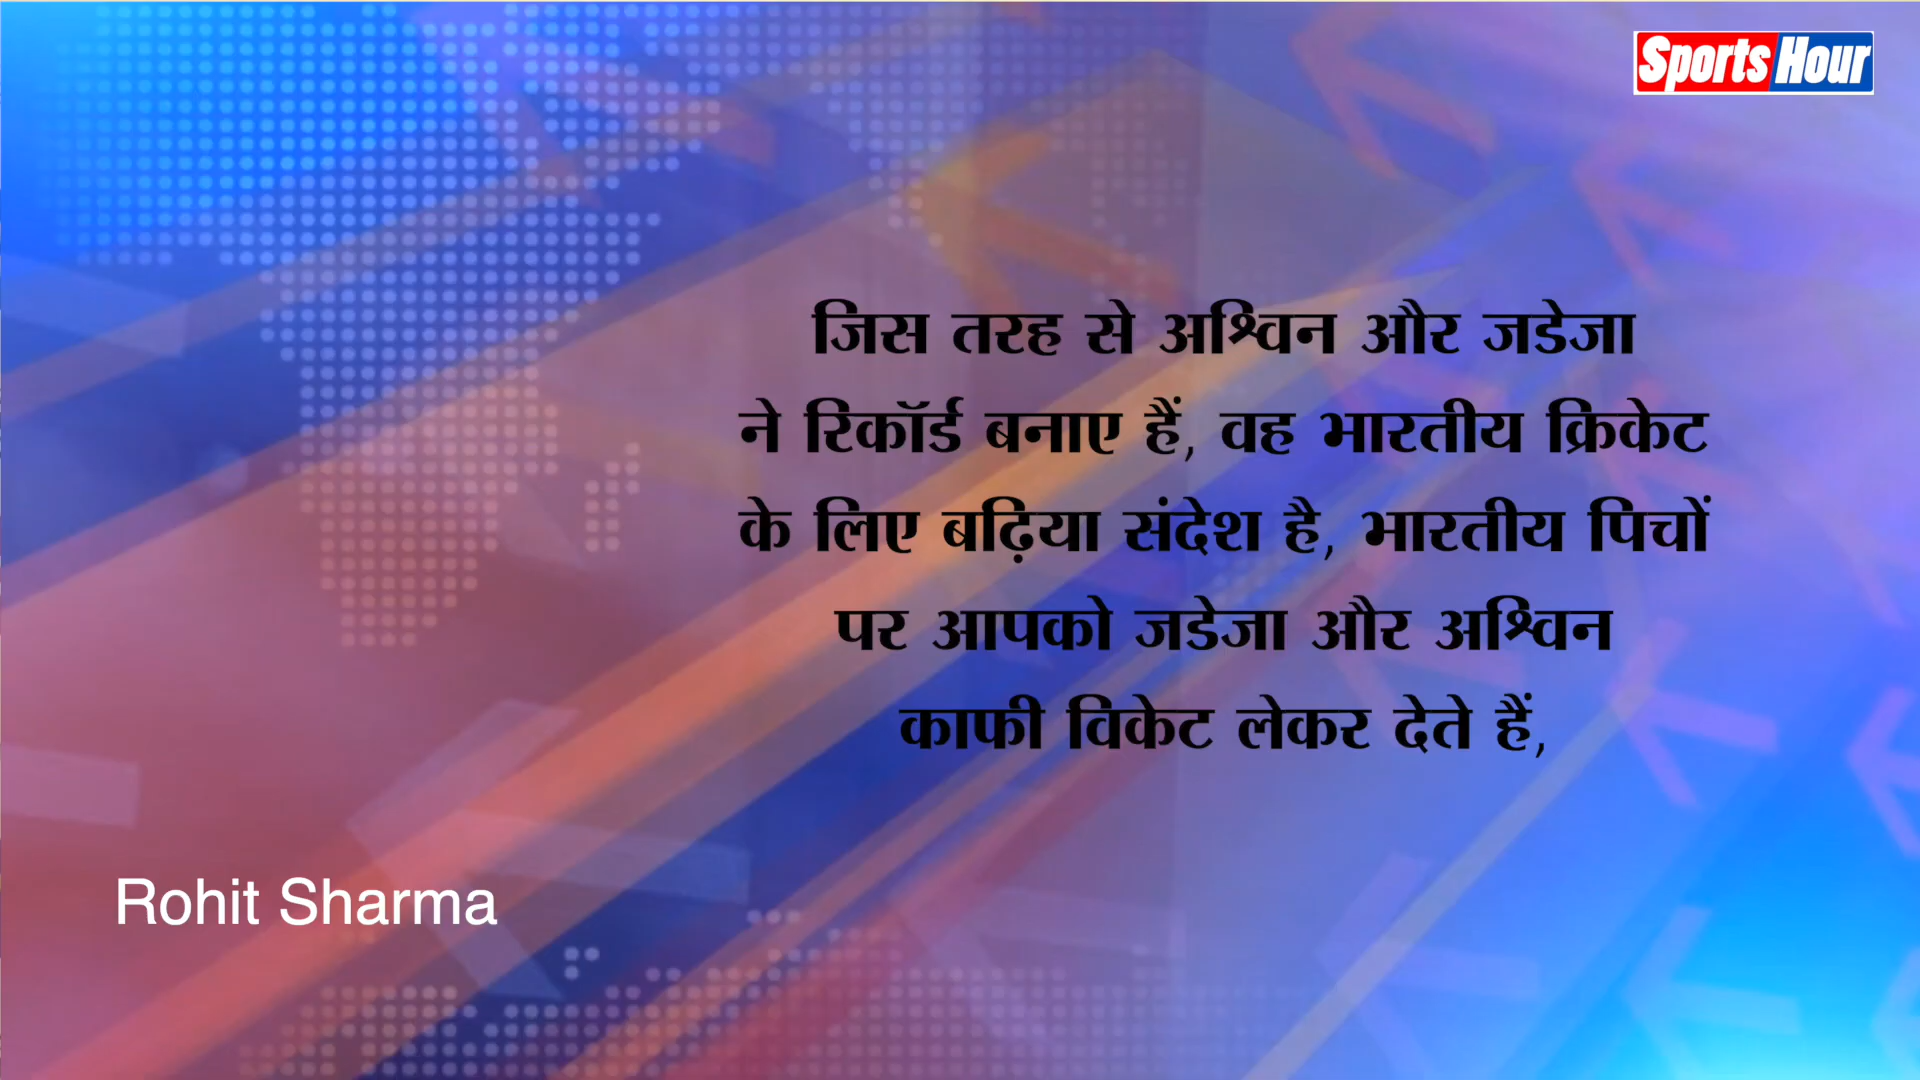 Sports Hour
जिस तरह से अश्विन और जडेजा
ने रिकॉर्ड बनाए हैं, वह भारतीय क्रिकेट
के लिए बढ़िया संदेश है, भारतीय पिचों
पर आपको जडेजा और अश्विन
काफी विकेट लेकर देते हैं,
Rohit Sharma